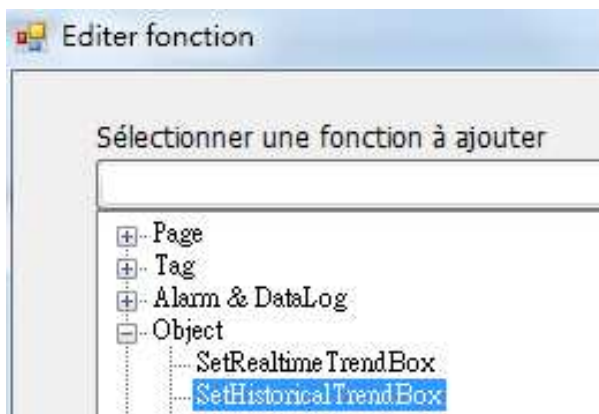 Editer fonction
Sélectionner une fonction à ajouter
Page
Tag
Alarm & DataLog
Object
SetRealtimeTrendBox
SetHistoricalTrendBox